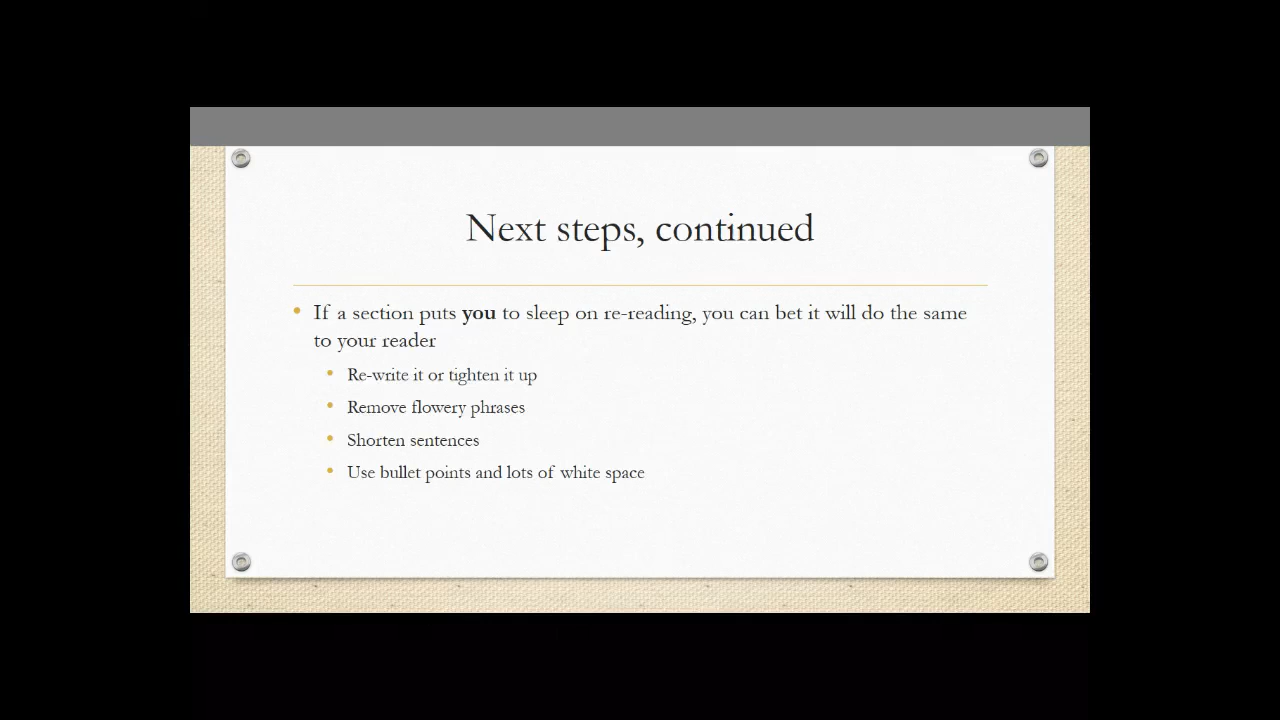 Next steps, continued
• If a section puts you to sleep on re-reading, you can bet it will do the same
to your reader
• Re-write it or tighten it up
• Remove flowery phrases
• Shorten sentences
• Use bullet points and lots of white space